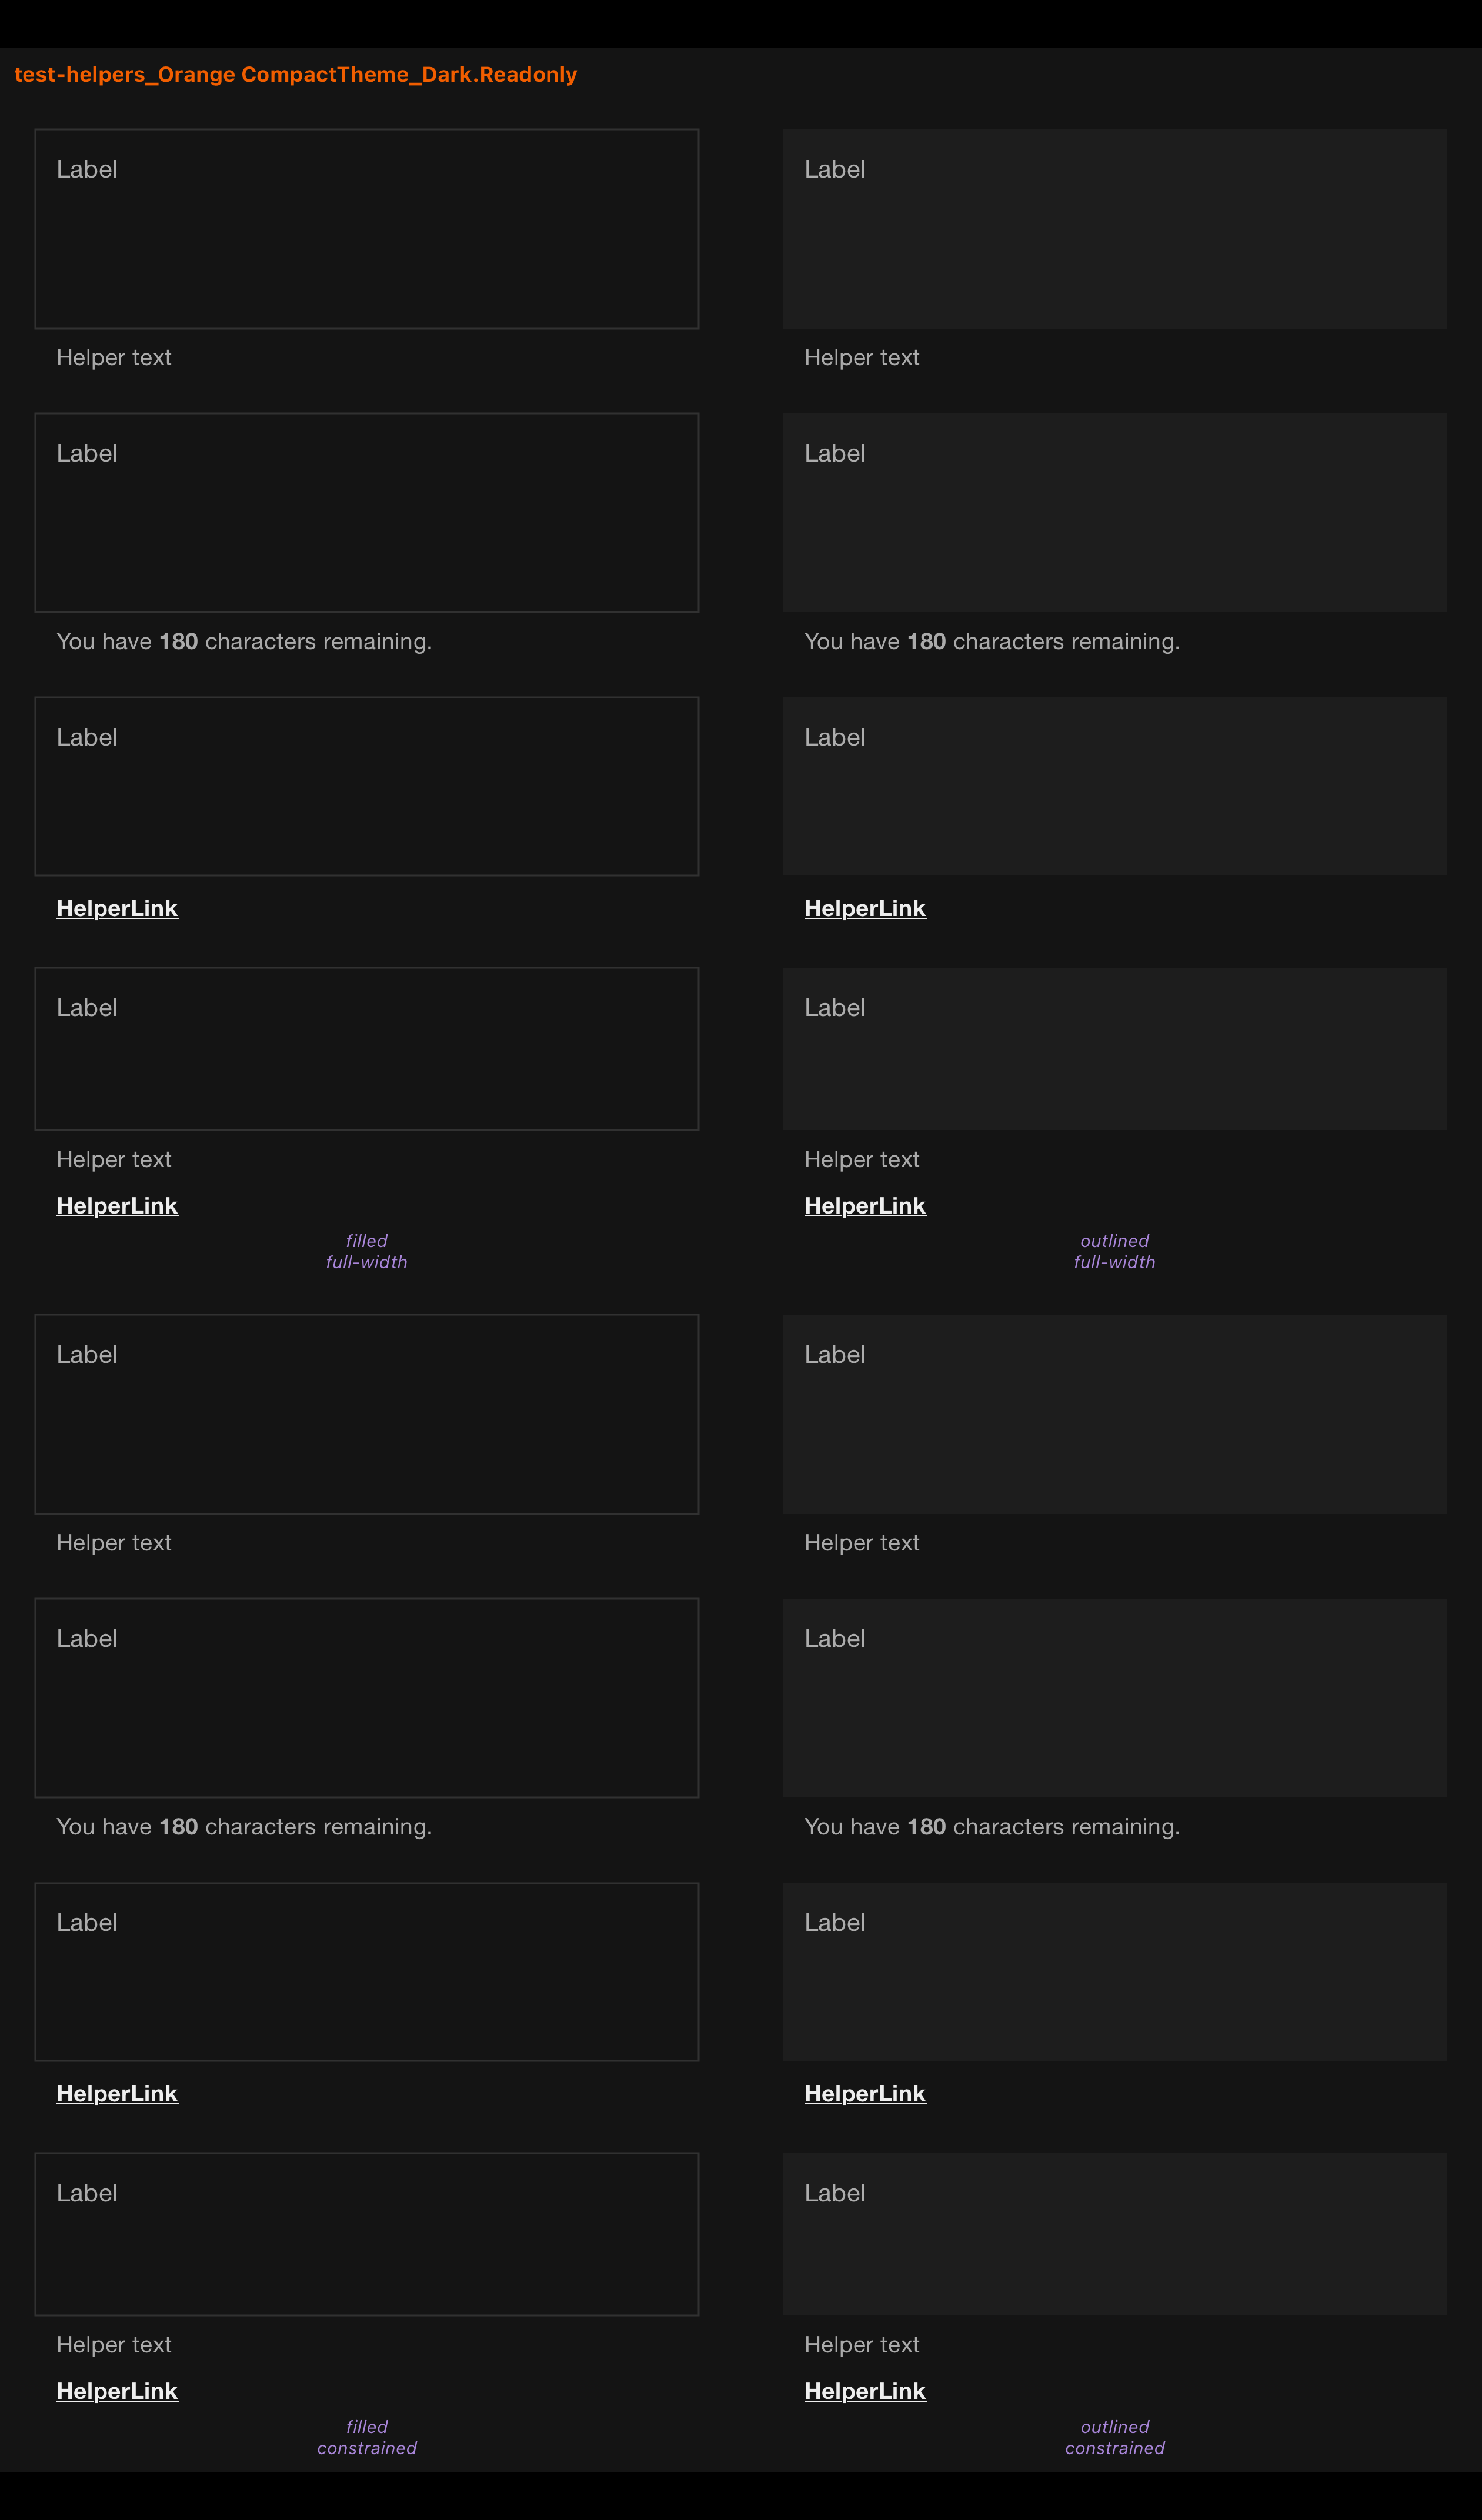 test-helpers_Orange CompactTheme_Dark.Readonly
Label
Label
Helper text
Helper text
Label
Label
You have 180 characters remaining.
You have 180 characters remaining.
Label
Label
HelperLink
HelperLink
Label
Label
Helper text
Helper text
HelperLink
HelperLink
filled
full-width
outlined
full-width
Label
Label
Helper text
Helper text
Label
Label
You have 180 characters remaining.
You have 180 characters remaining.
Label
Label
HelperLink
HelperLink
Label
Label
Helper text
Helper text
HelperLink
HelperLink
filled
constrained
outlined
constrained